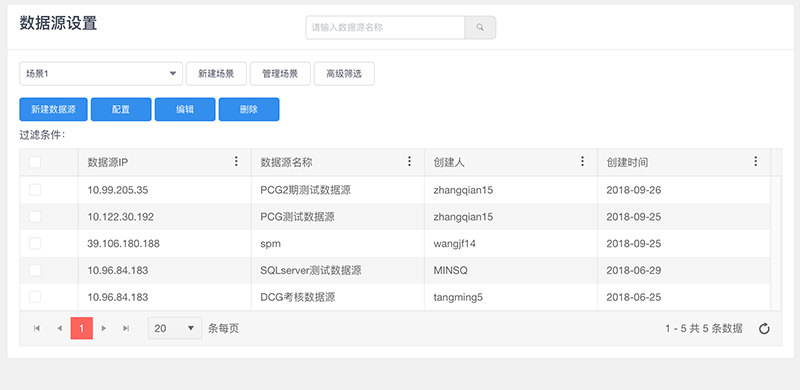 数据源设置
请输入数据源名称
场景1 新建场景 管理场景 高级筛选
新建数据源 配置 编辑 删除
过滤条件：
数据源IP 数据源名称 创建人 创建时间
10.99.205.35 PCG2期测试数据源 zhangqian15 2018-09-26
10.122.30.192 PCG测试数据源 zhangqian15 2018-09-25
39.106.180.188 spm wangjf14 2018-09-25
10.96.84.183 SQLserver测试数据源 MINSQ 2018-06-29
10.96.84.183 DCG考核数据源 tangming5 2018-06-25
1 20 条每页 1 - 5 共 5 条数据